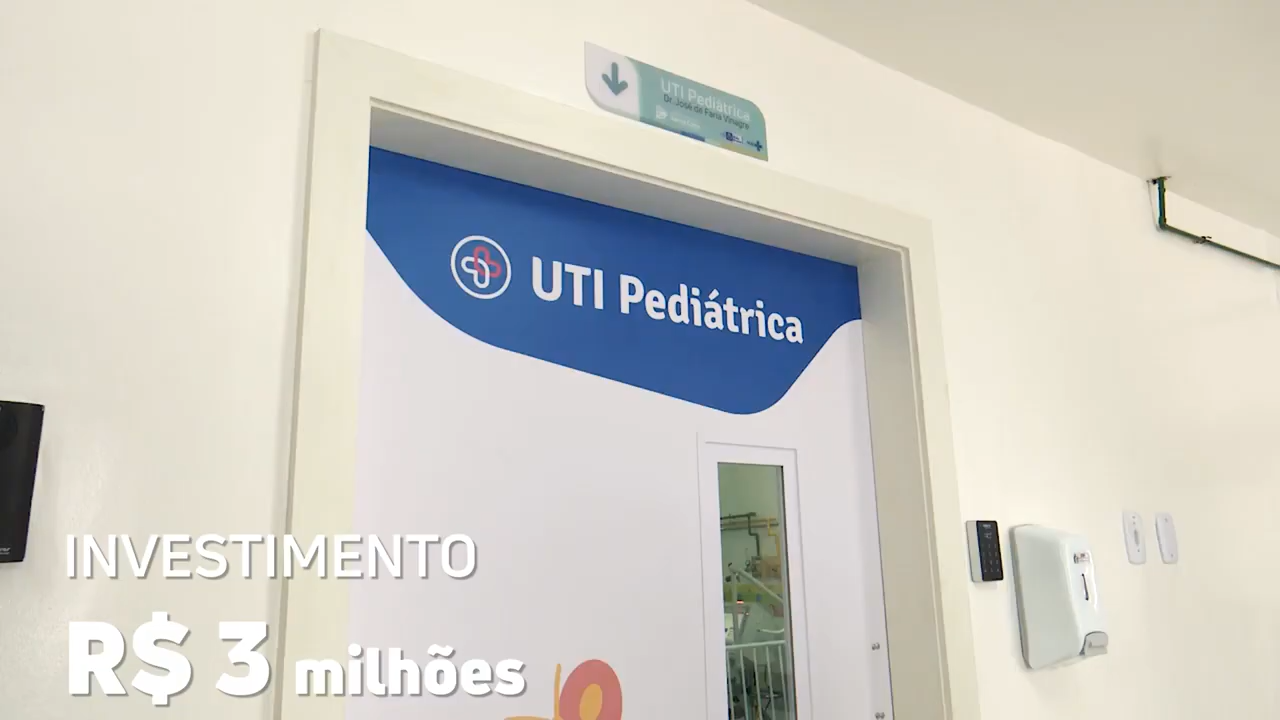 UTI Pediátrica
Dr. José de Faria Vinagre
UTI Pediátrica
INVESTIMENTO
R$ 3 milhões